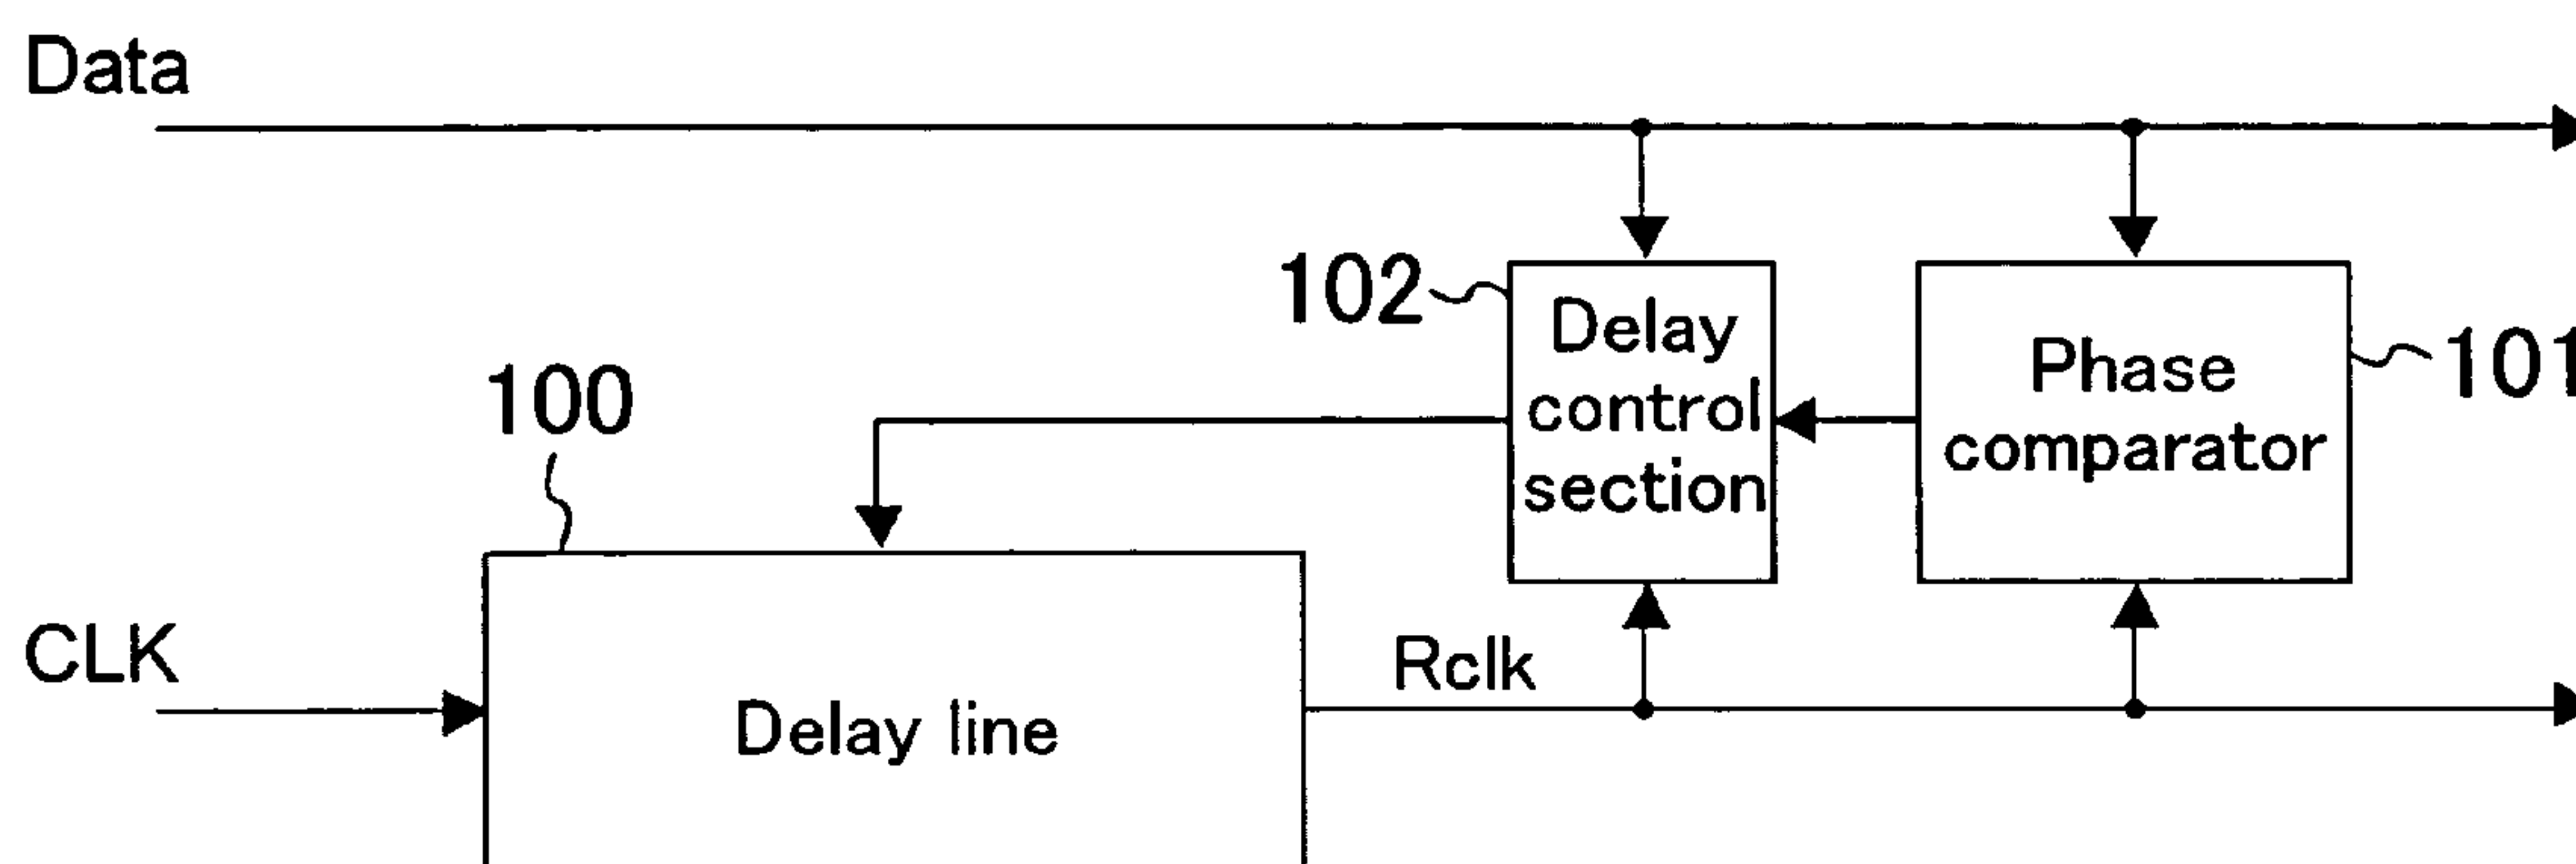 Data
102
Delay
control
section
Phase
comparator
101
100
CLK
Rclk
Delay line